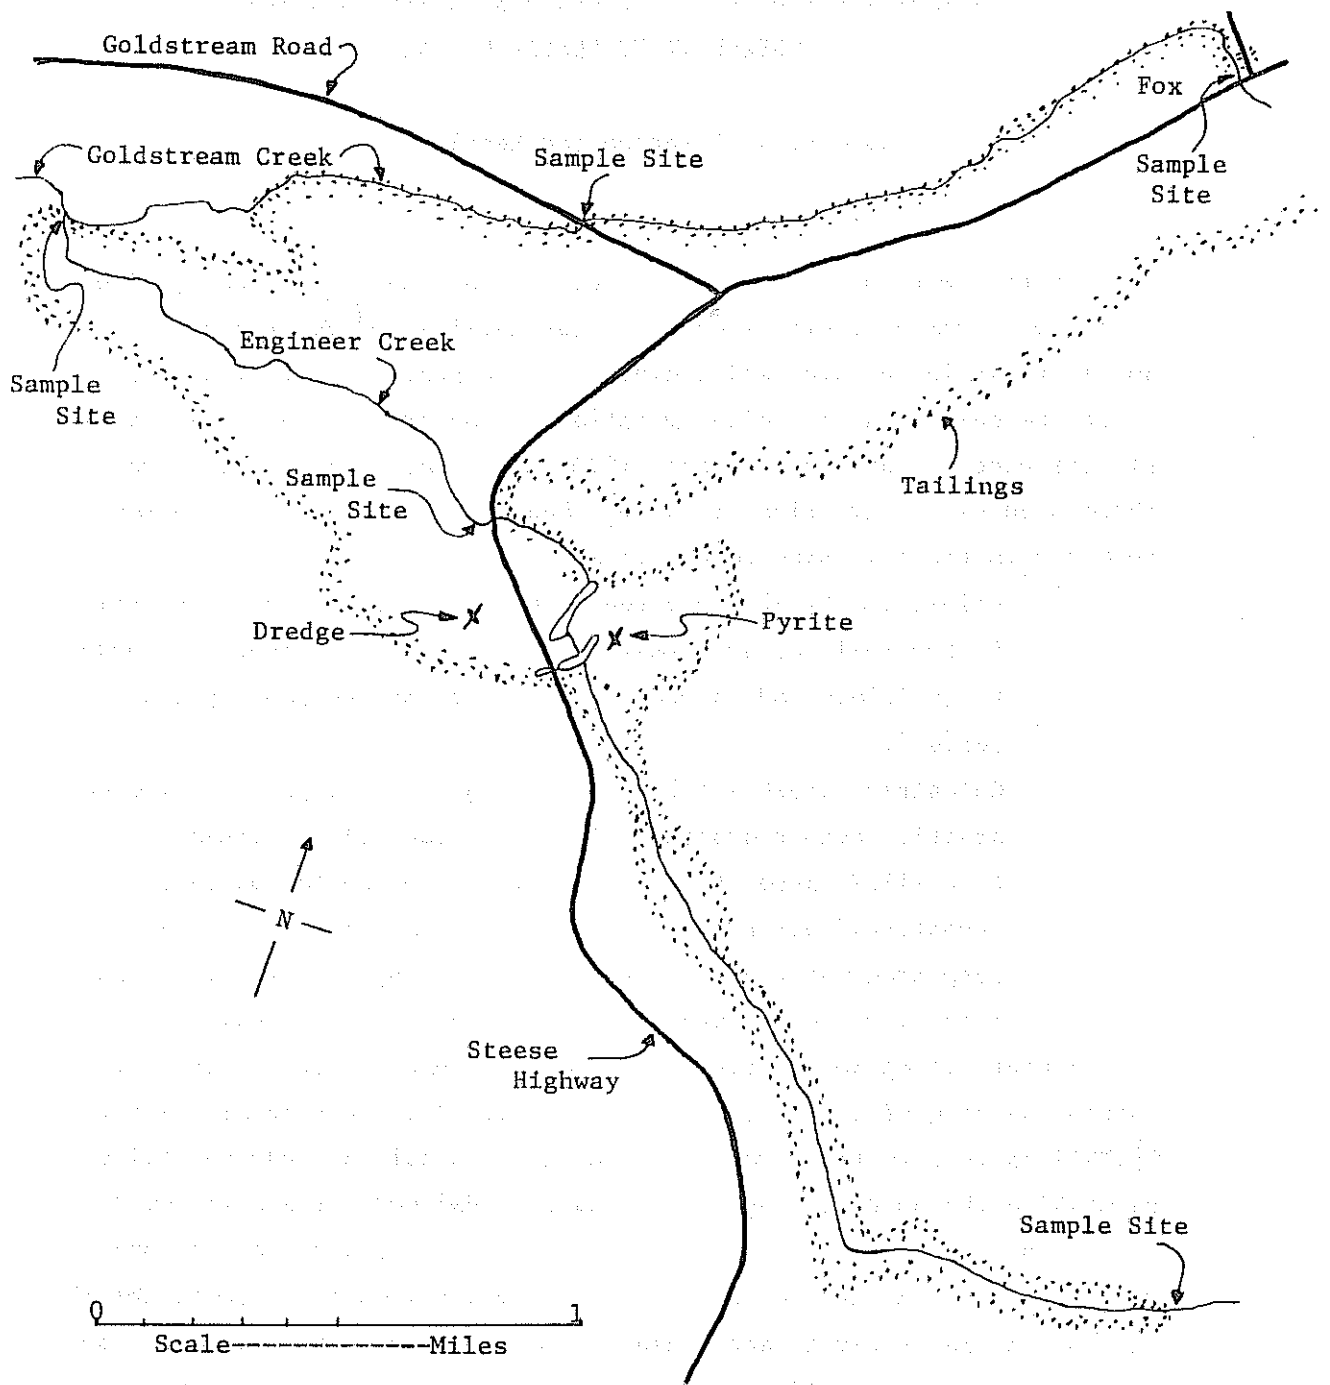 Goldstream Road
Fox
Goldstream Creek
Sample Site
Sample
Site
Engineer Creek
Sample
Site
Sample
Site
Tailings
Dredge
Pyrite
N
Steese
Highway
Sample Site
0 1
Scale-------------Miles